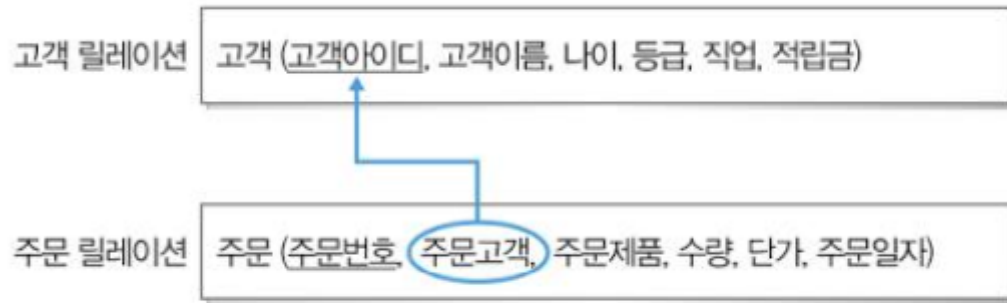 고객 릴레이션 고객 (고객아이디, 고객이름, 나이, 등급, 직업, 적립금)
주문 릴레이션 주문 (주문번호, 주문고객, 주문제품, 수량, 단가, 주문일자)